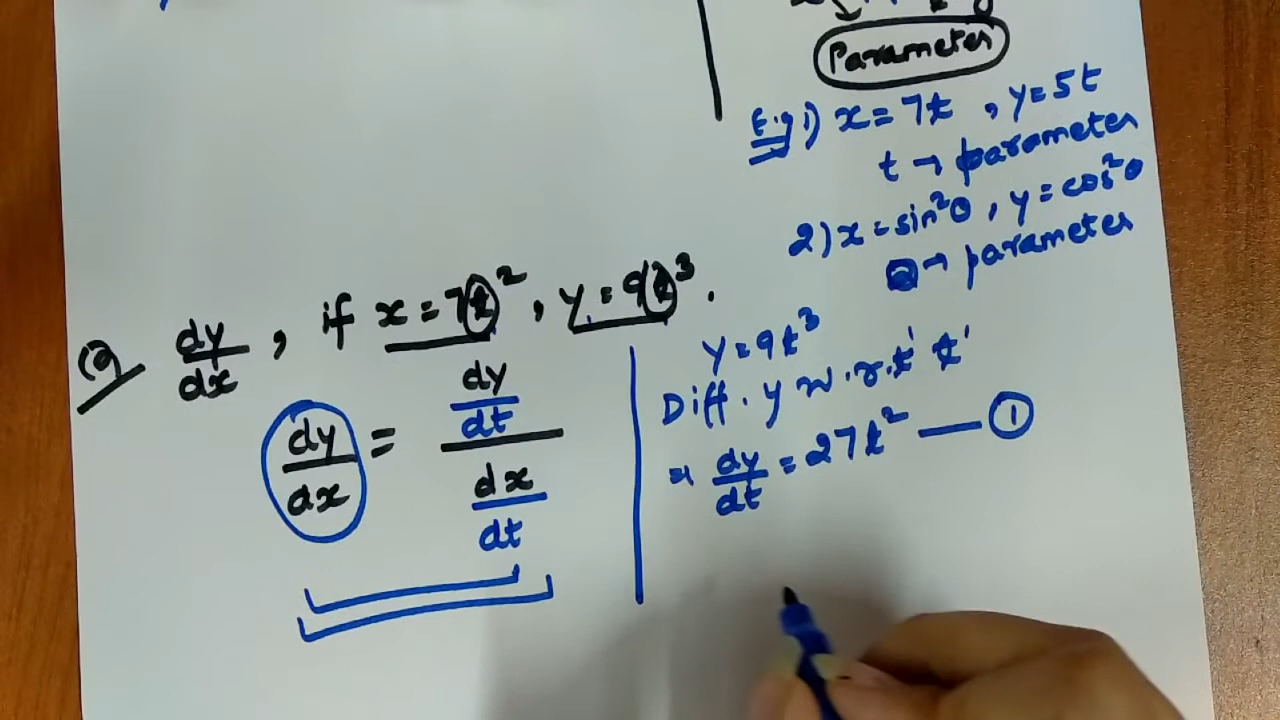 Parameter
E.g 1) x = 7t , y = 5t
t → parameter
2) x = sin²θ , y = cos²θ
θ → parameter
Q dy/dx , if x = 7t² , y = 9t³ .
dy/dx = dy/dt / dx/dt
y = 9t³
Diff. y w.r.t 't'
⇒ dy/dt = 27t² — ①